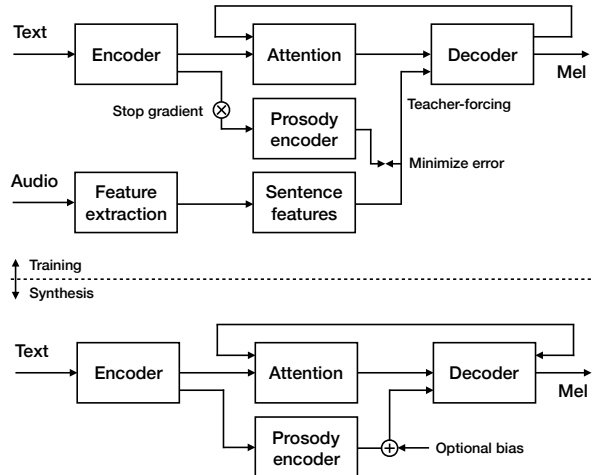 Text
Encoder
Attention
Decoder
Mel
Stop gradient
Prosody
encoder
Teacher-forcing
Minimize error
Audio
Feature
extraction
Sentence
features
Training
Synthesis
Text
Encoder
Attention
Decoder
Mel
Prosody
encoder
Optional bias